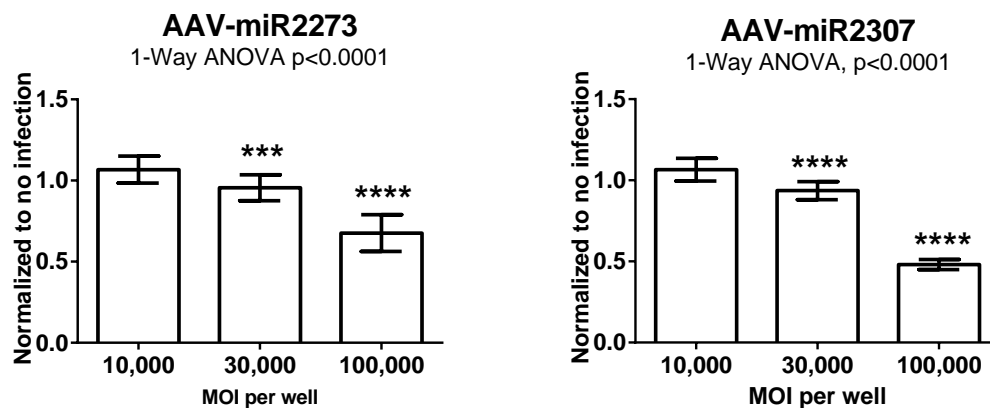 AAV-miR2273
1-Way ANOVA p<0.0001
Normalized to no infection
1.5
1.0
0.5
0.0
***
****
10,000
30,000
100,000
MOI per well
AAV-miR2307
1-Way ANOVA, p<0.0001
Normalized to no infection
1.5
1.0
0.5
0.0
****
****
10,000
30,000
100,000
MOI per well